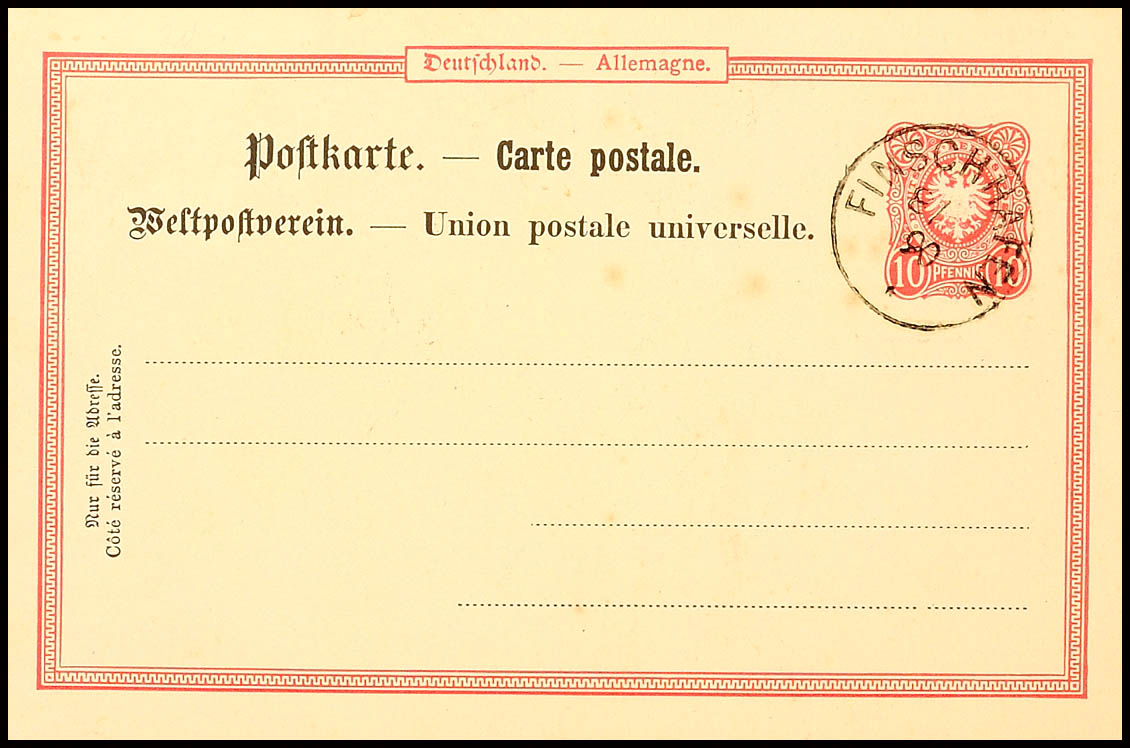 Deutschland. — Allemagne.
Postkarte. — Carte postale.
Weltpostverein. — Union postale universelle.
FINSCHHAFEN
10 PFENNIG 10
Nur für die Adresse.
Côté réservé à l'adresse.